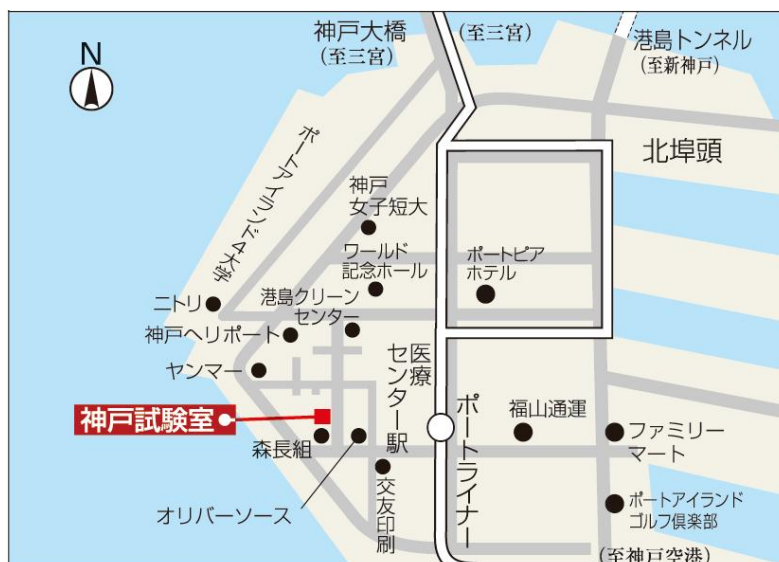 神戸大橋
(至三宮)
(至三宮)
港島トンネル
(至新神戸)
N
北埠頭
ポートアイランド4大学
神戸
女子短大
ワールド
記念ホール
ポートピア
ホテル
ニトリ
港島クリーン
センター
神戸ヘリポート
ヤンマー
医療
センター駅
ポートライナー
神戸試験室
福山通運
ファミリー
マート
森長組
オリバーソース
交友印刷
ポートアイランド
ゴルフ倶楽部
(至神戸空港)